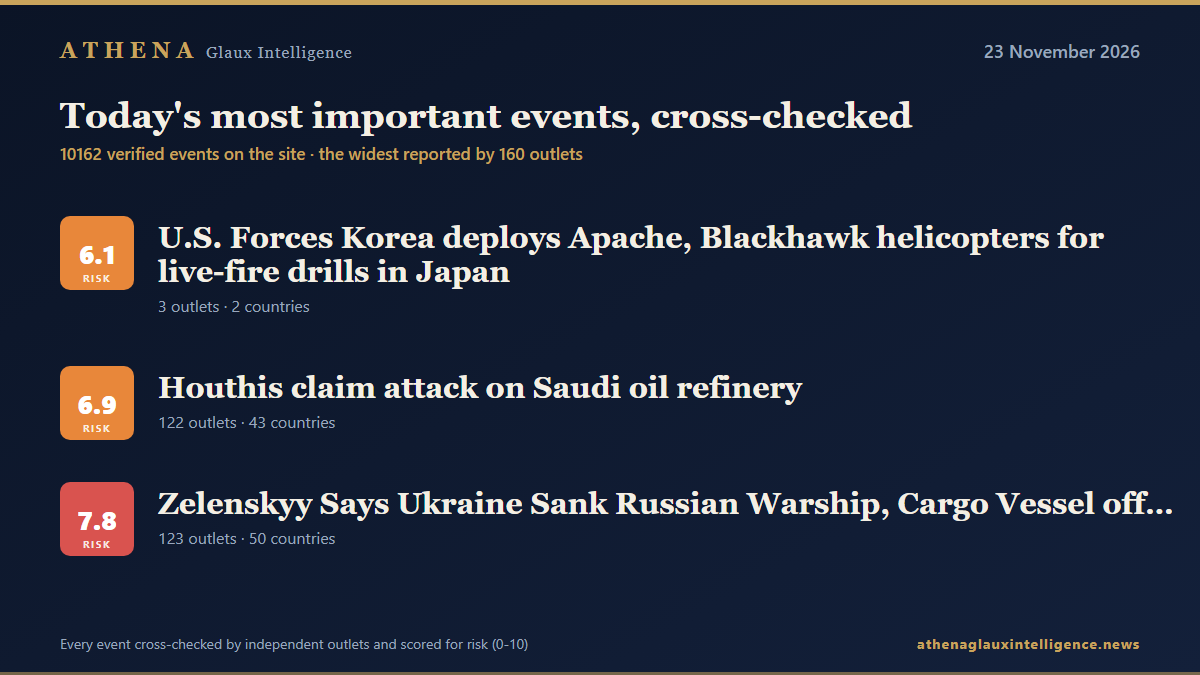 ATHENA Glaux Intelligence
23 November 2026
Today's most important events, cross-checked
10162 verified events on the site · the widest reported by 160 outlets
6.1
RISK
U.S. Forces Korea deploys Apache, Blackhawk helicopters for
live-fire drills in Japan
3 outlets · 2 countries
6.9
RISK
Houthis claim attack on Saudi oil refinery
122 outlets · 43 countries
7.8
RISK
Zelenskyy Says Ukraine Sank Russian Warship, Cargo Vessel off...
123 outlets · 50 countries
Every event cross-checked by independent outlets and scored for risk (0-10)
athenaglauxintelligence.news